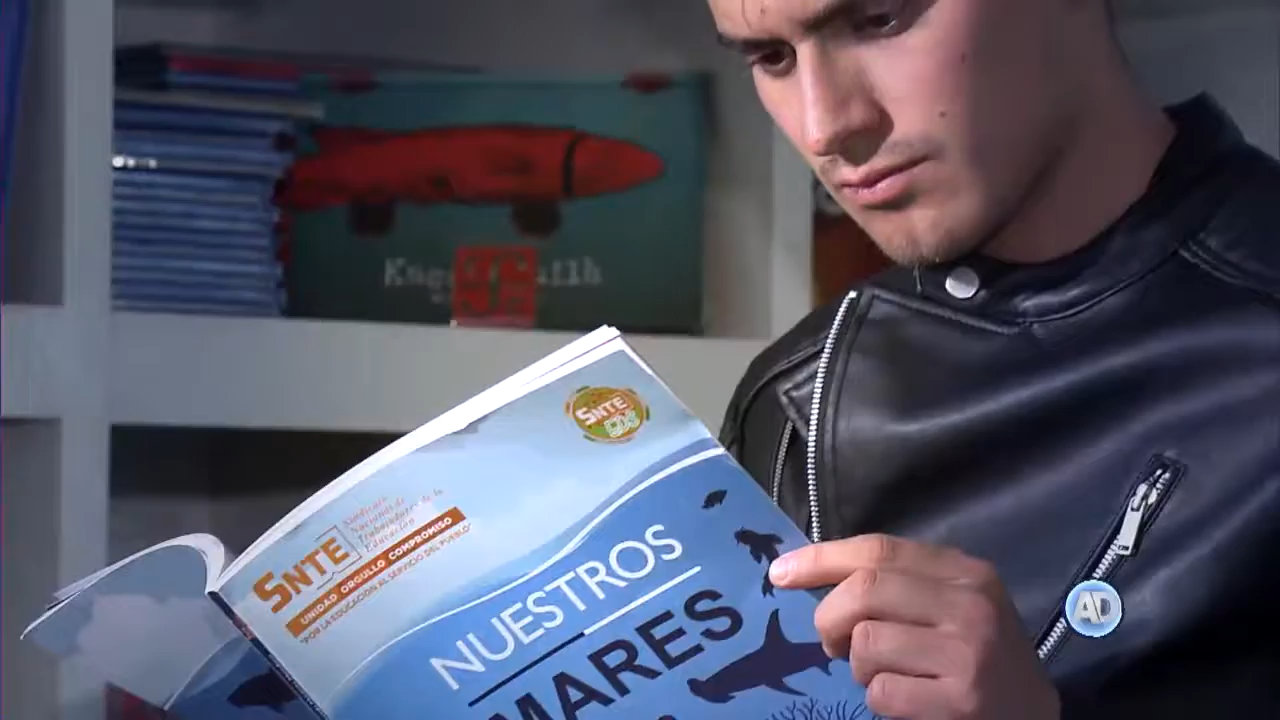 SNTE
505
SNTE
Sindicato
Nacional de
Trabajadores de la
Educación
UNIDAD ORGULLO COMPROMISO
"POR LA EDUCACIÓN AL SERVICIO DEL PUEBLO"
NUESTROS
MARES
AD